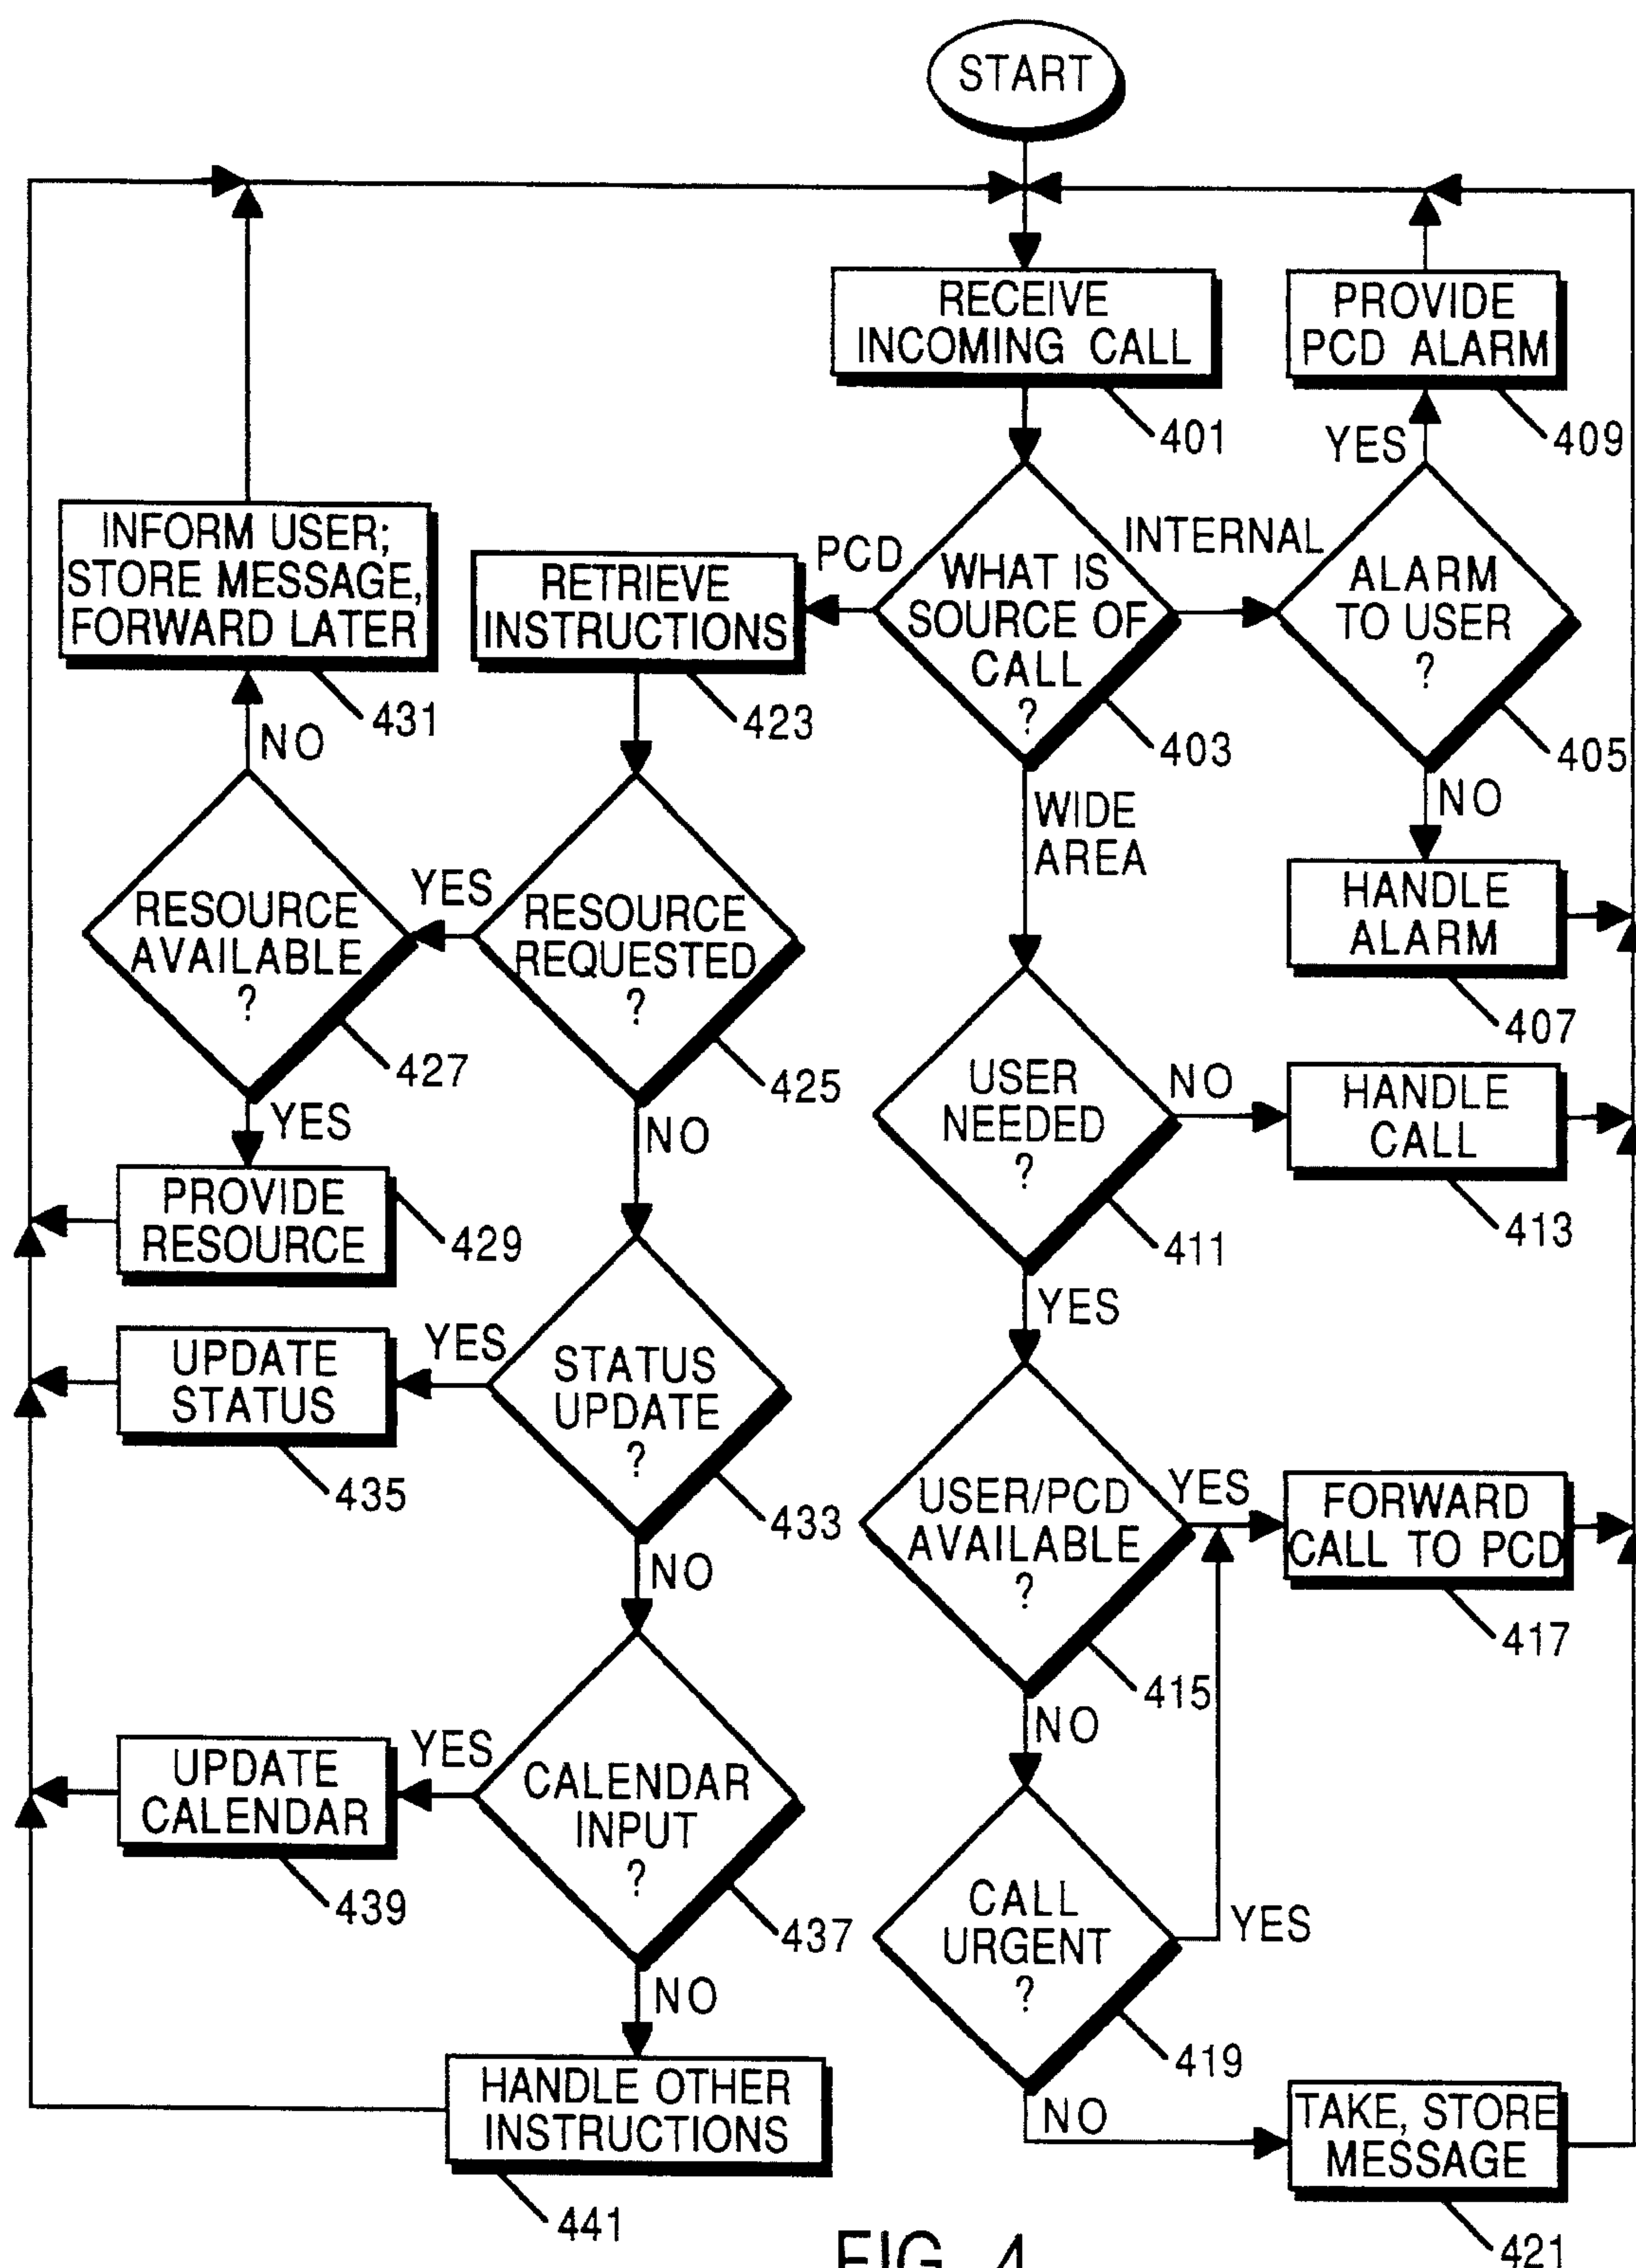 START
RECEIVE
INCOMING CALL
401
PROVIDE
PCD ALARM
409
YES
INFORM USER;
STORE MESSAGE,
FORWARD LATER
431
RETRIEVE
INSTRUCTIONS
423
PCD
WHAT IS
SOURCE OF
CALL
?
403
INTERNAL
ALARM
TO USER
?
405
NO
WIDE
AREA
NO
HANDLE
ALARM
407
RESOURCE
AVAILABLE
?
427
YES
RESOURCE
REQUESTED
?
425
USER
NEEDED
?
411
NO
HANDLE
CALL
413
YES
NO
PROVIDE
RESOURCE
429
YES
UPDATE
STATUS
435
YES
STATUS
UPDATE
?
433
USER/PCD
AVAILABLE
?
415
YES
FORWARD
CALL TO PCD
417
NO
NO
UPDATE
CALENDAR
439
YES
CALENDAR
INPUT
?
437
CALL
URGENT
?
419
YES
NO
HANDLE OTHER
INSTRUCTIONS
441
NO
TAKE, STORE
MESSAGE
421
FIG. 4